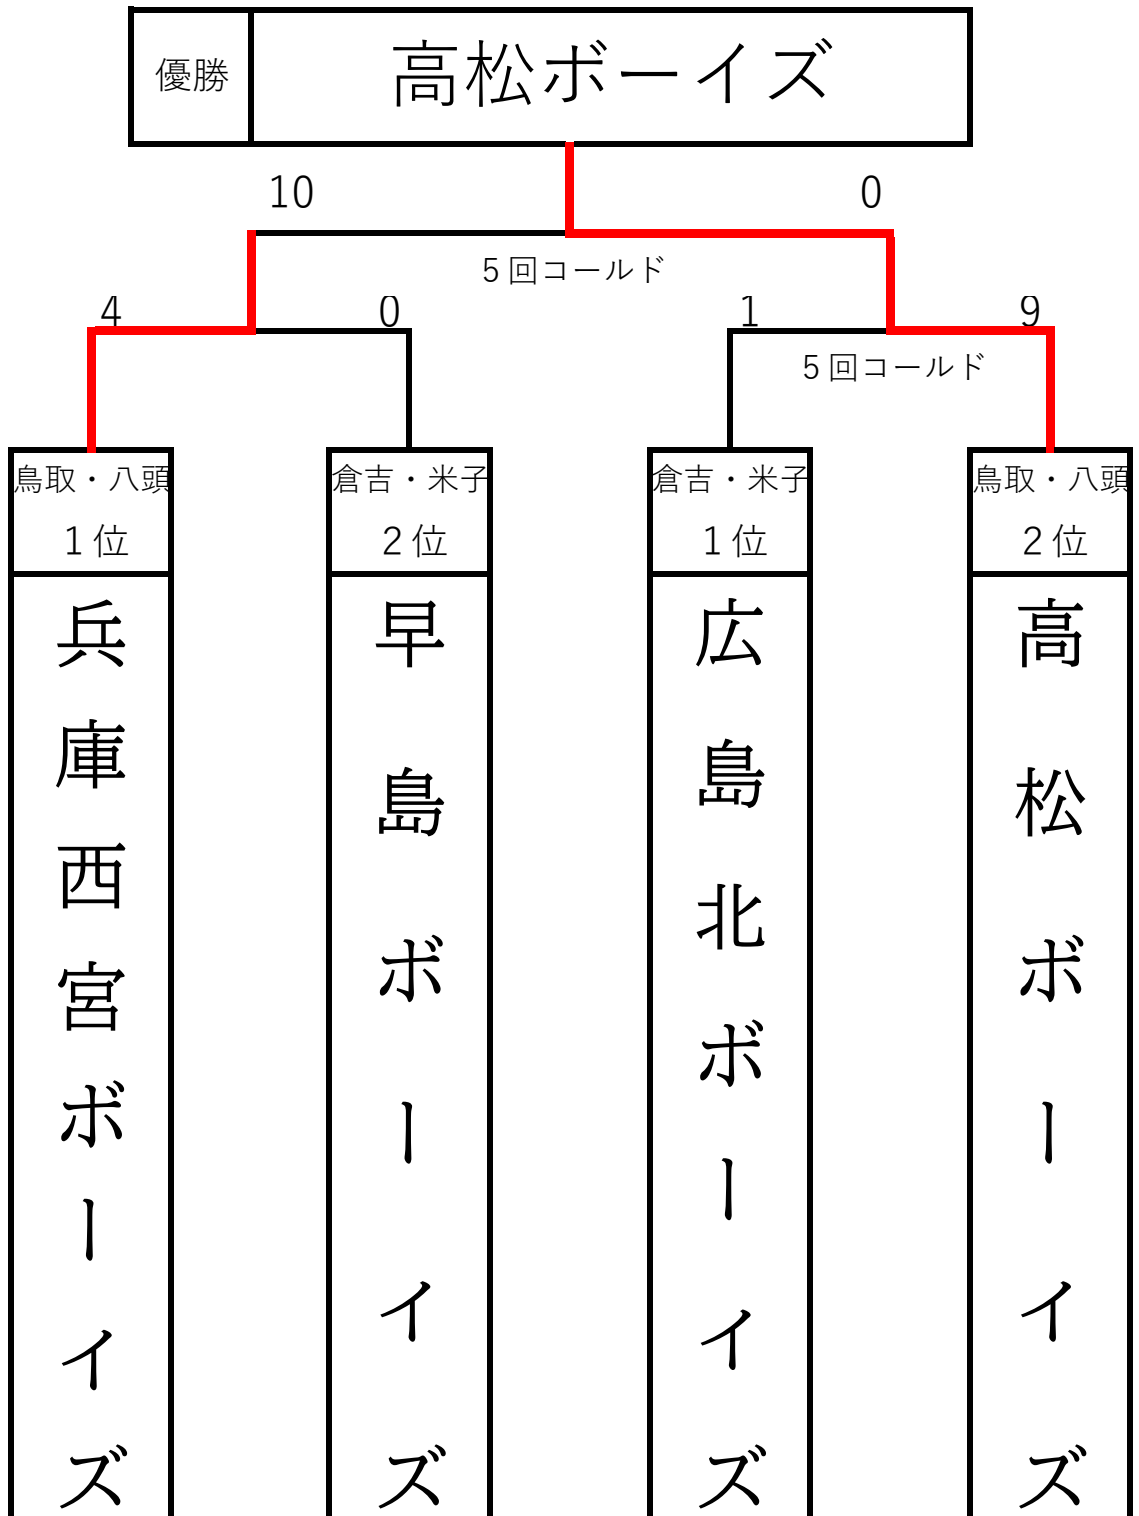 優勝
高松ボーイズ
10
0
5回コールド
4
0
1
9
5回コールド
鳥取・八頭
1位
兵庫西宮ボーイズ
倉吉・米子
2位
早島ボーイズ
倉吉・米子
1位
広島北ボーイズ
鳥取・八頭
2位
高松ボーイズ